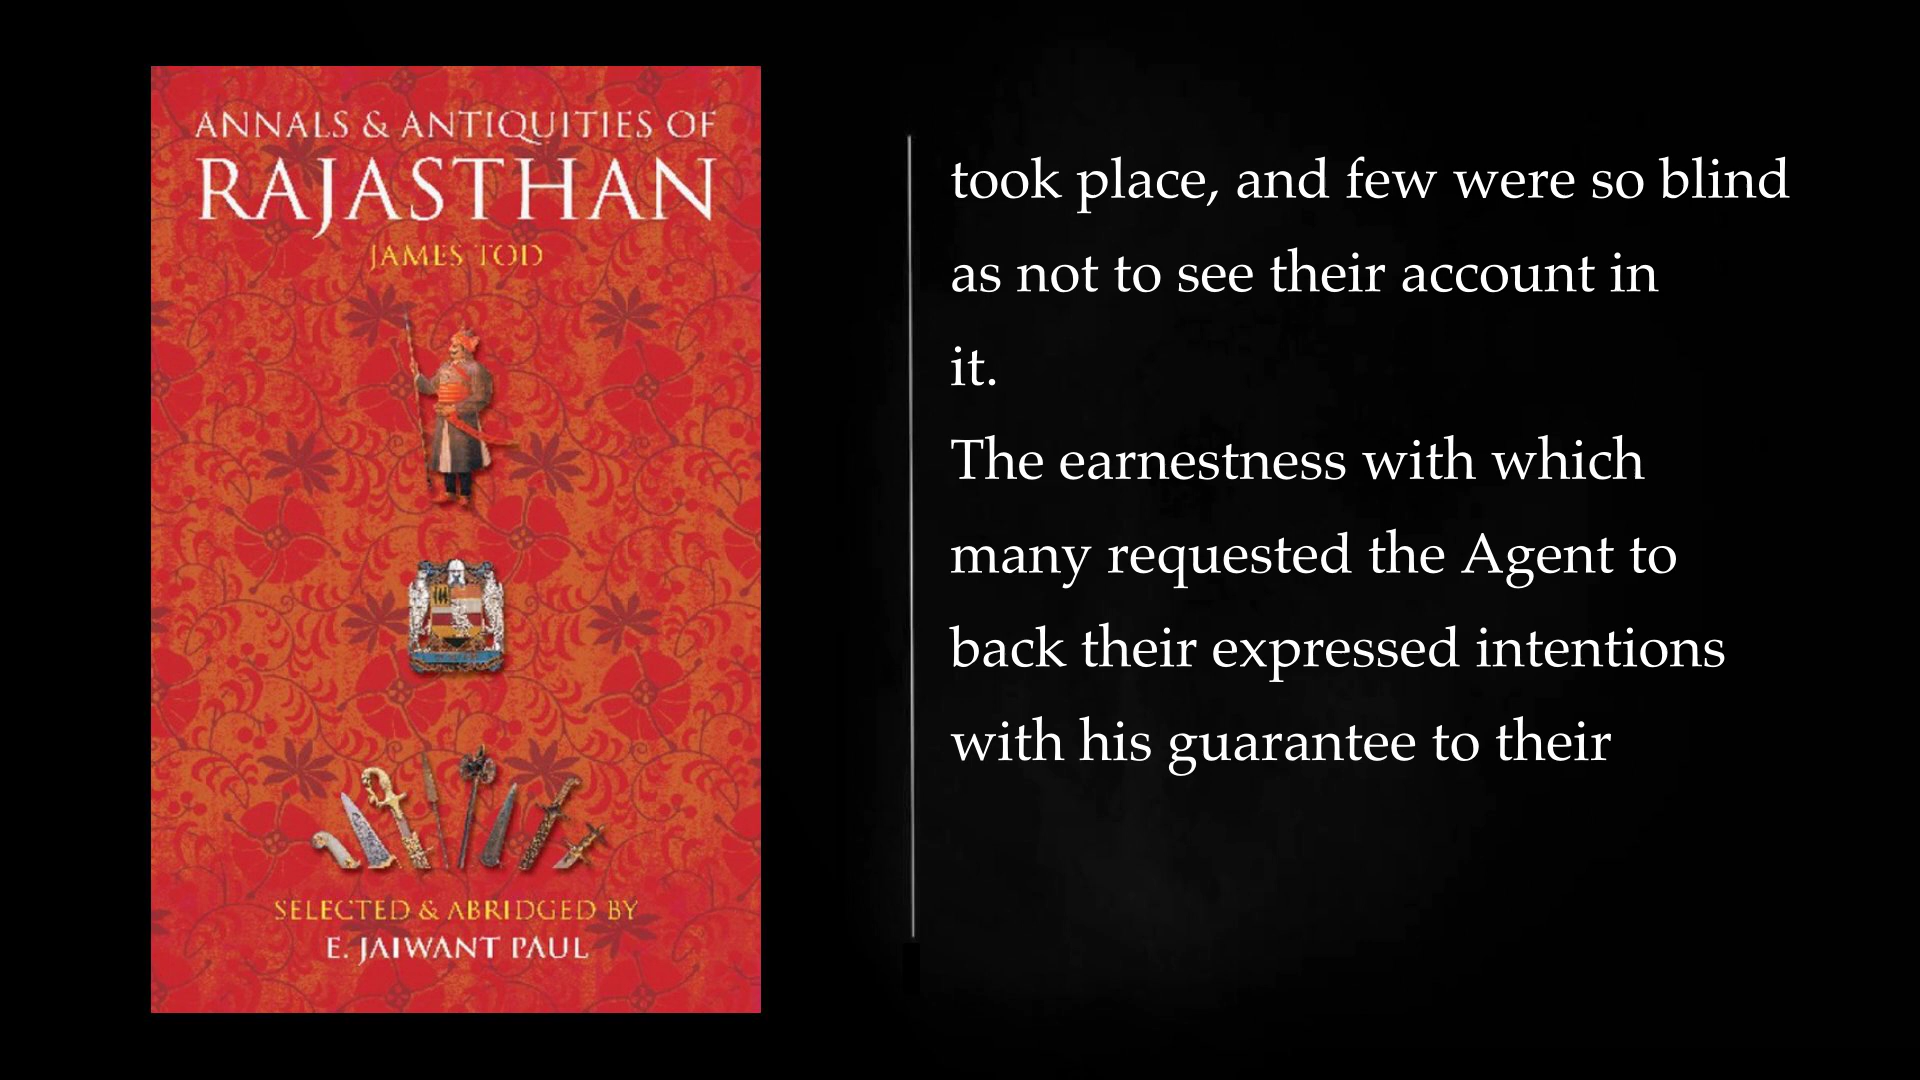 ANNALS & ANTIQUITIES OF
RAJASTHAN
JAMES TOD
SELECTED & ABRIDGED BY
E. JAIWANT PAUL
took place, and few were so blind
as not to see their account in
it.
The earnestness with which
many requested the Agent to
back their expressed intentions
with his guarantee to their